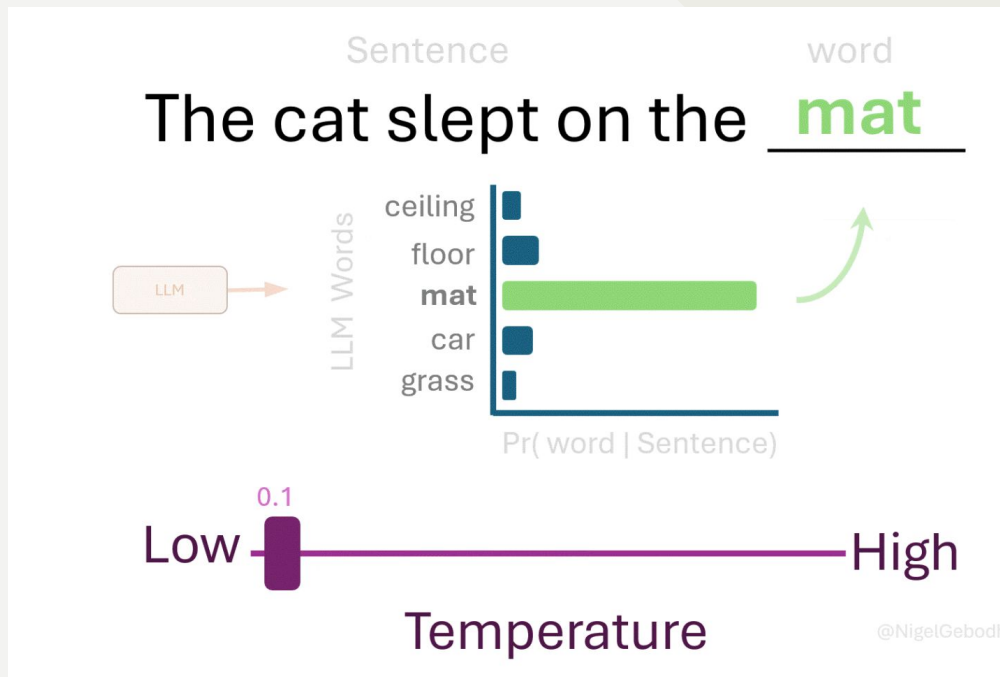 Sentence word
The cat slept on the mat
ceiling
floor
mat
car
grass
LLM Words
LLM
Pr( word | Sentence)
0.1
Low
High
Temperature